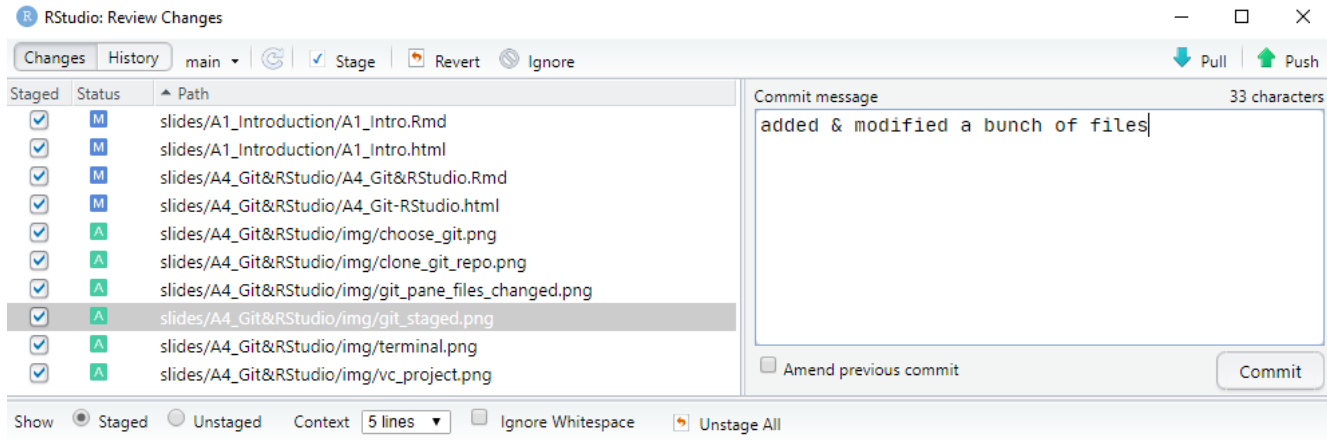 R RStudio: Review Changes
Changes History main Stage Revert Ignore Pull Push
Staged Status Path
M slides/A1_Introduction/A1_Intro.Rmd
M slides/A1_Introduction/A1_Intro.html
M slides/A4_Git&RStudio/A4_Git&RStudio.Rmd
M slides/A4_Git&RStudio/A4_Git-RStudio.html
A slides/A4_Git&RStudio/img/choose_git.png
A slides/A4_Git&RStudio/img/clone_git_repo.png
A slides/A4_Git&RStudio/img/git_pane_files_changed.png
A slides/A4_Git&RStudio/img/git_staged.png
A slides/A4_Git&RStudio/img/terminal.png
A slides/A4_Git&RStudio/img/vc_project.png
Commit message 33 characters
added & modified a bunch of files
Amend previous commit Commit
Show Staged Unstaged Context 5 lines Ignore Whitespace Unstage All